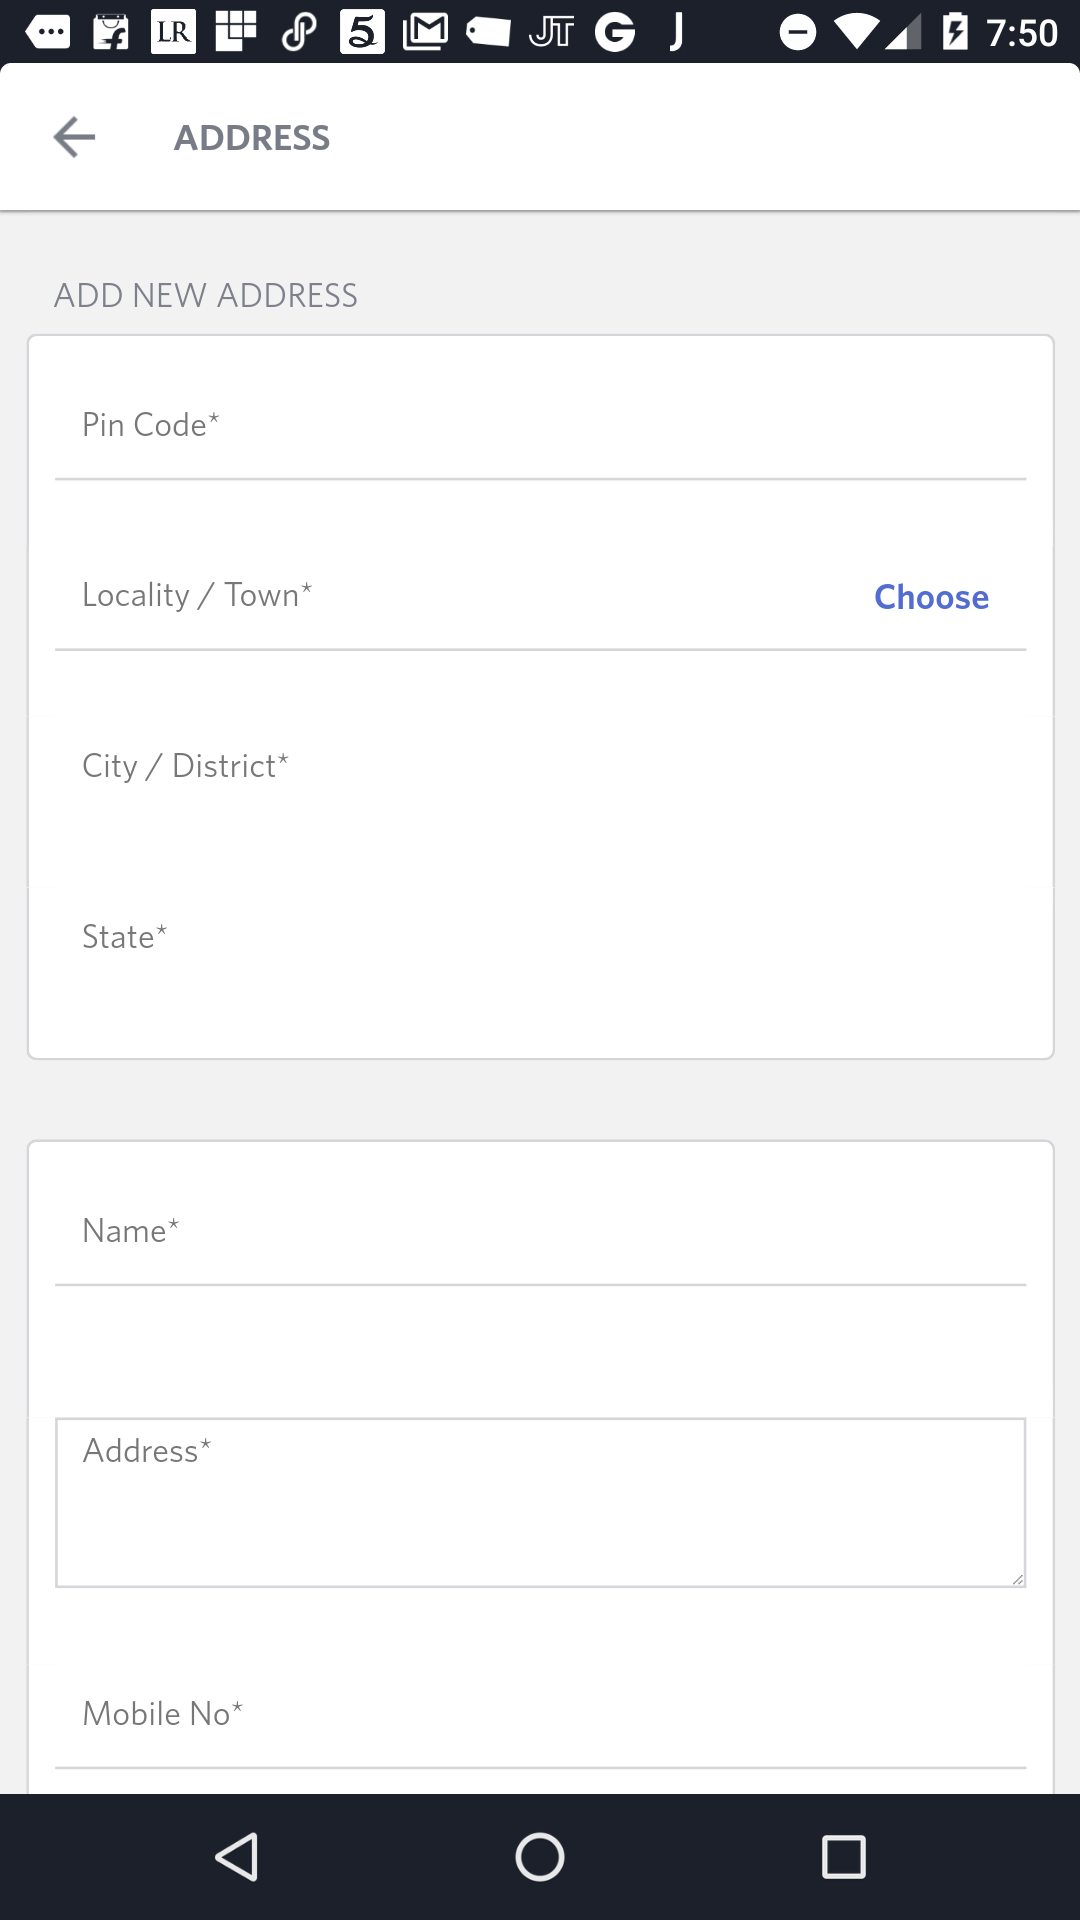 LR 5 JT G J 7:50
ADDRESS
ADD NEW ADDRESS
Pin Code*
Locality / Town*
Choose
City / District*
State*
Name*
Address*
Mobile No*